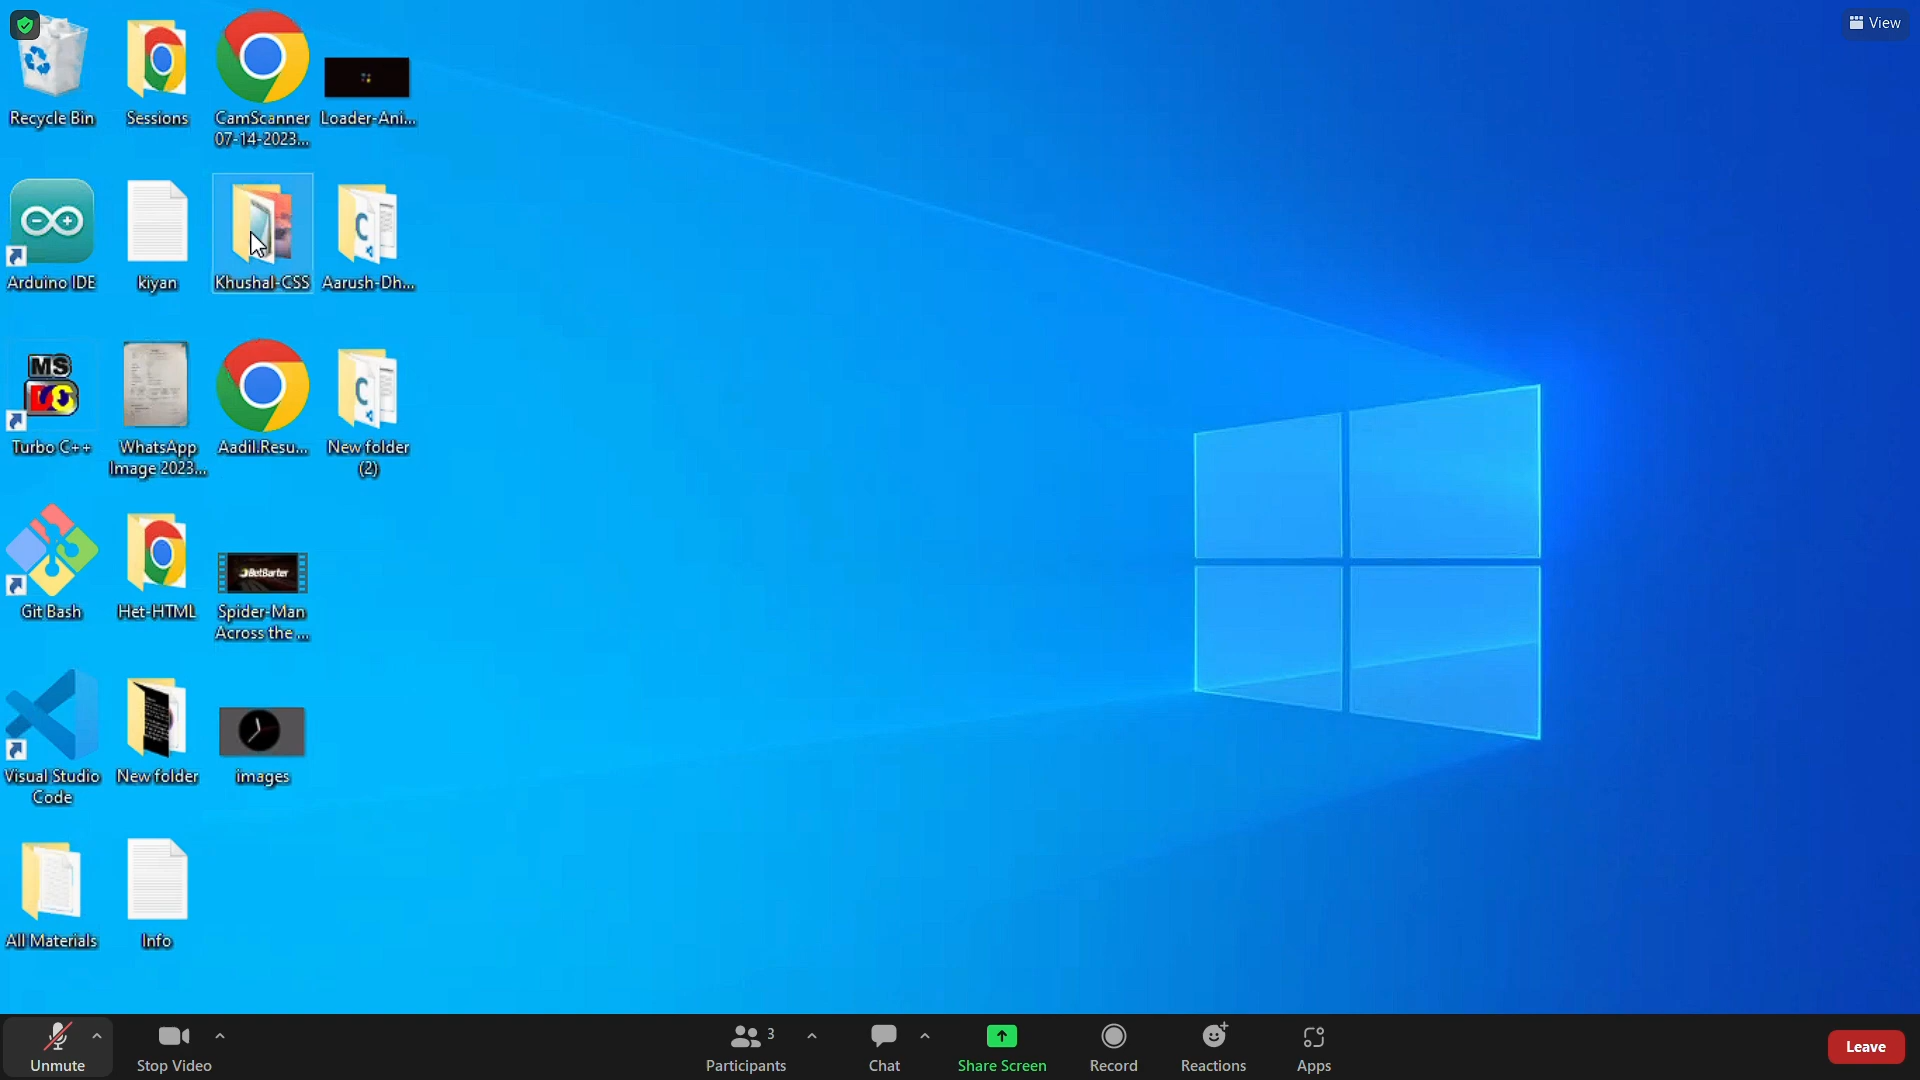 View
Recycle Bin
Sessions
CamScanner
07-14-2023...
Loader-Ani...
Arduino IDE
kiyan
Khushal-CSS
Aarush-Dh...
MS
Turbo C++
WhatsApp
Image 2023...
Aadil.Resu...
New folder
(2)
Git Bash
Het-HTML
BetBarter
Spider-Man
Across the ...
Visual Studio
Code
New folder
images
All Materials
Info
Unmute
Stop Video
3
Participants
Chat
Share Screen
Record
Reactions
Apps
Leave